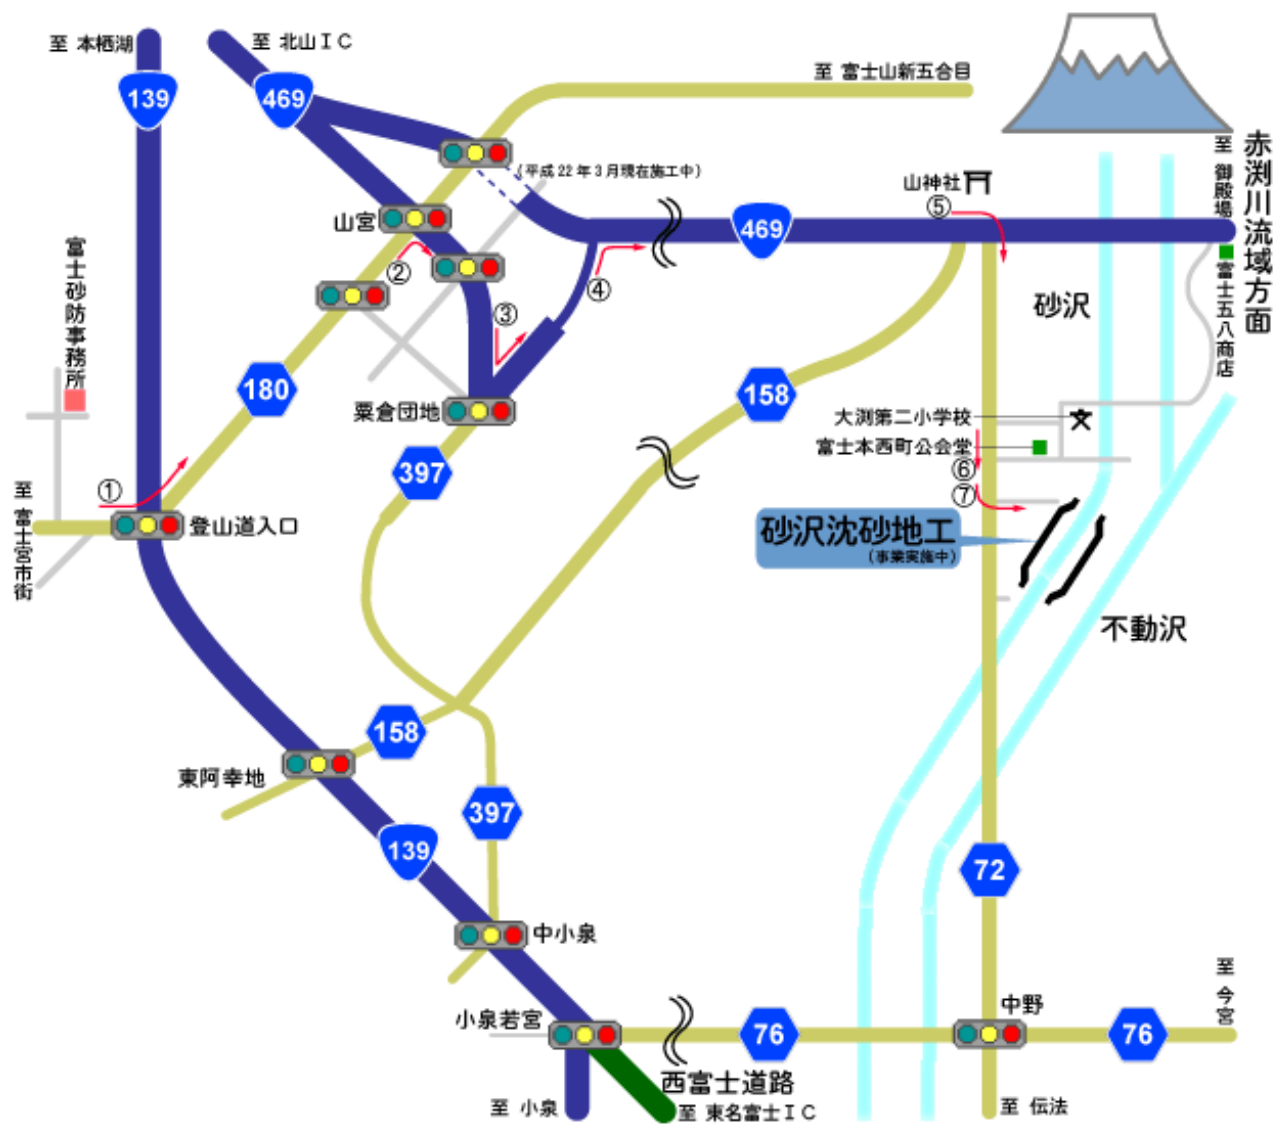 至 本栖湖
至 北山ＩＣ
至 富士山新五合目
139
469
(平成22年3月現在施工中)
山神社
⑤
至 御殿場
赤渕川流域方面
山宮
②
469
富士砂防事務所
③
④
砂沢
富士五八商店
180
粟倉団地
158
大渕第二小学校
文
富士本西町公会堂
⑥
397
⑦
①
至 富士宮市街
登山道入口
砂沢沈砂地工
(事業実施中)
不動沢
158
東阿幸地
397
139
72
中小泉
至 今宮
小泉若宮
中野
76
76
西富士道路
至 小泉
至 東名富士ＩＣ
至 伝法